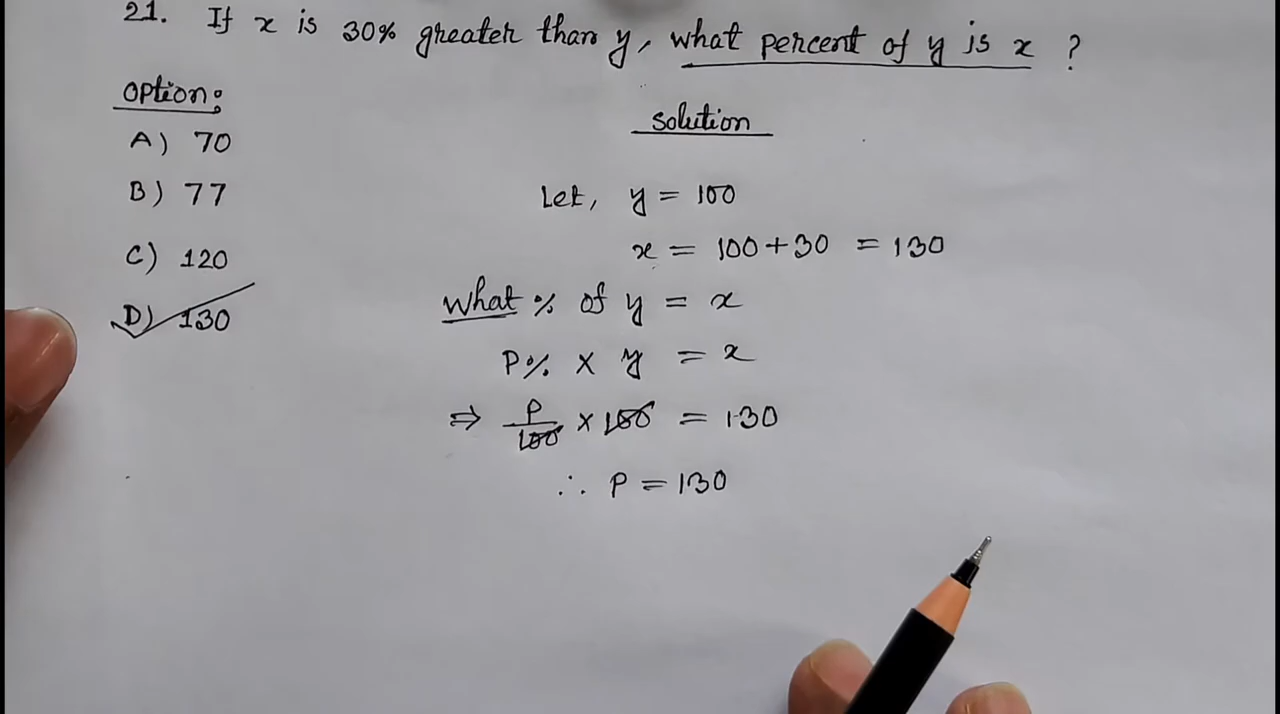 21. If x is 30% greater than y, what percent of y is x ?
option:
A) 70
B) 77
C) 120
D) 130
Solution
Let, y = 100
x = 100+30 = 130
What % of y = x
P% × y = x
⇒ P/100 × 100 = 130
∴ P = 130